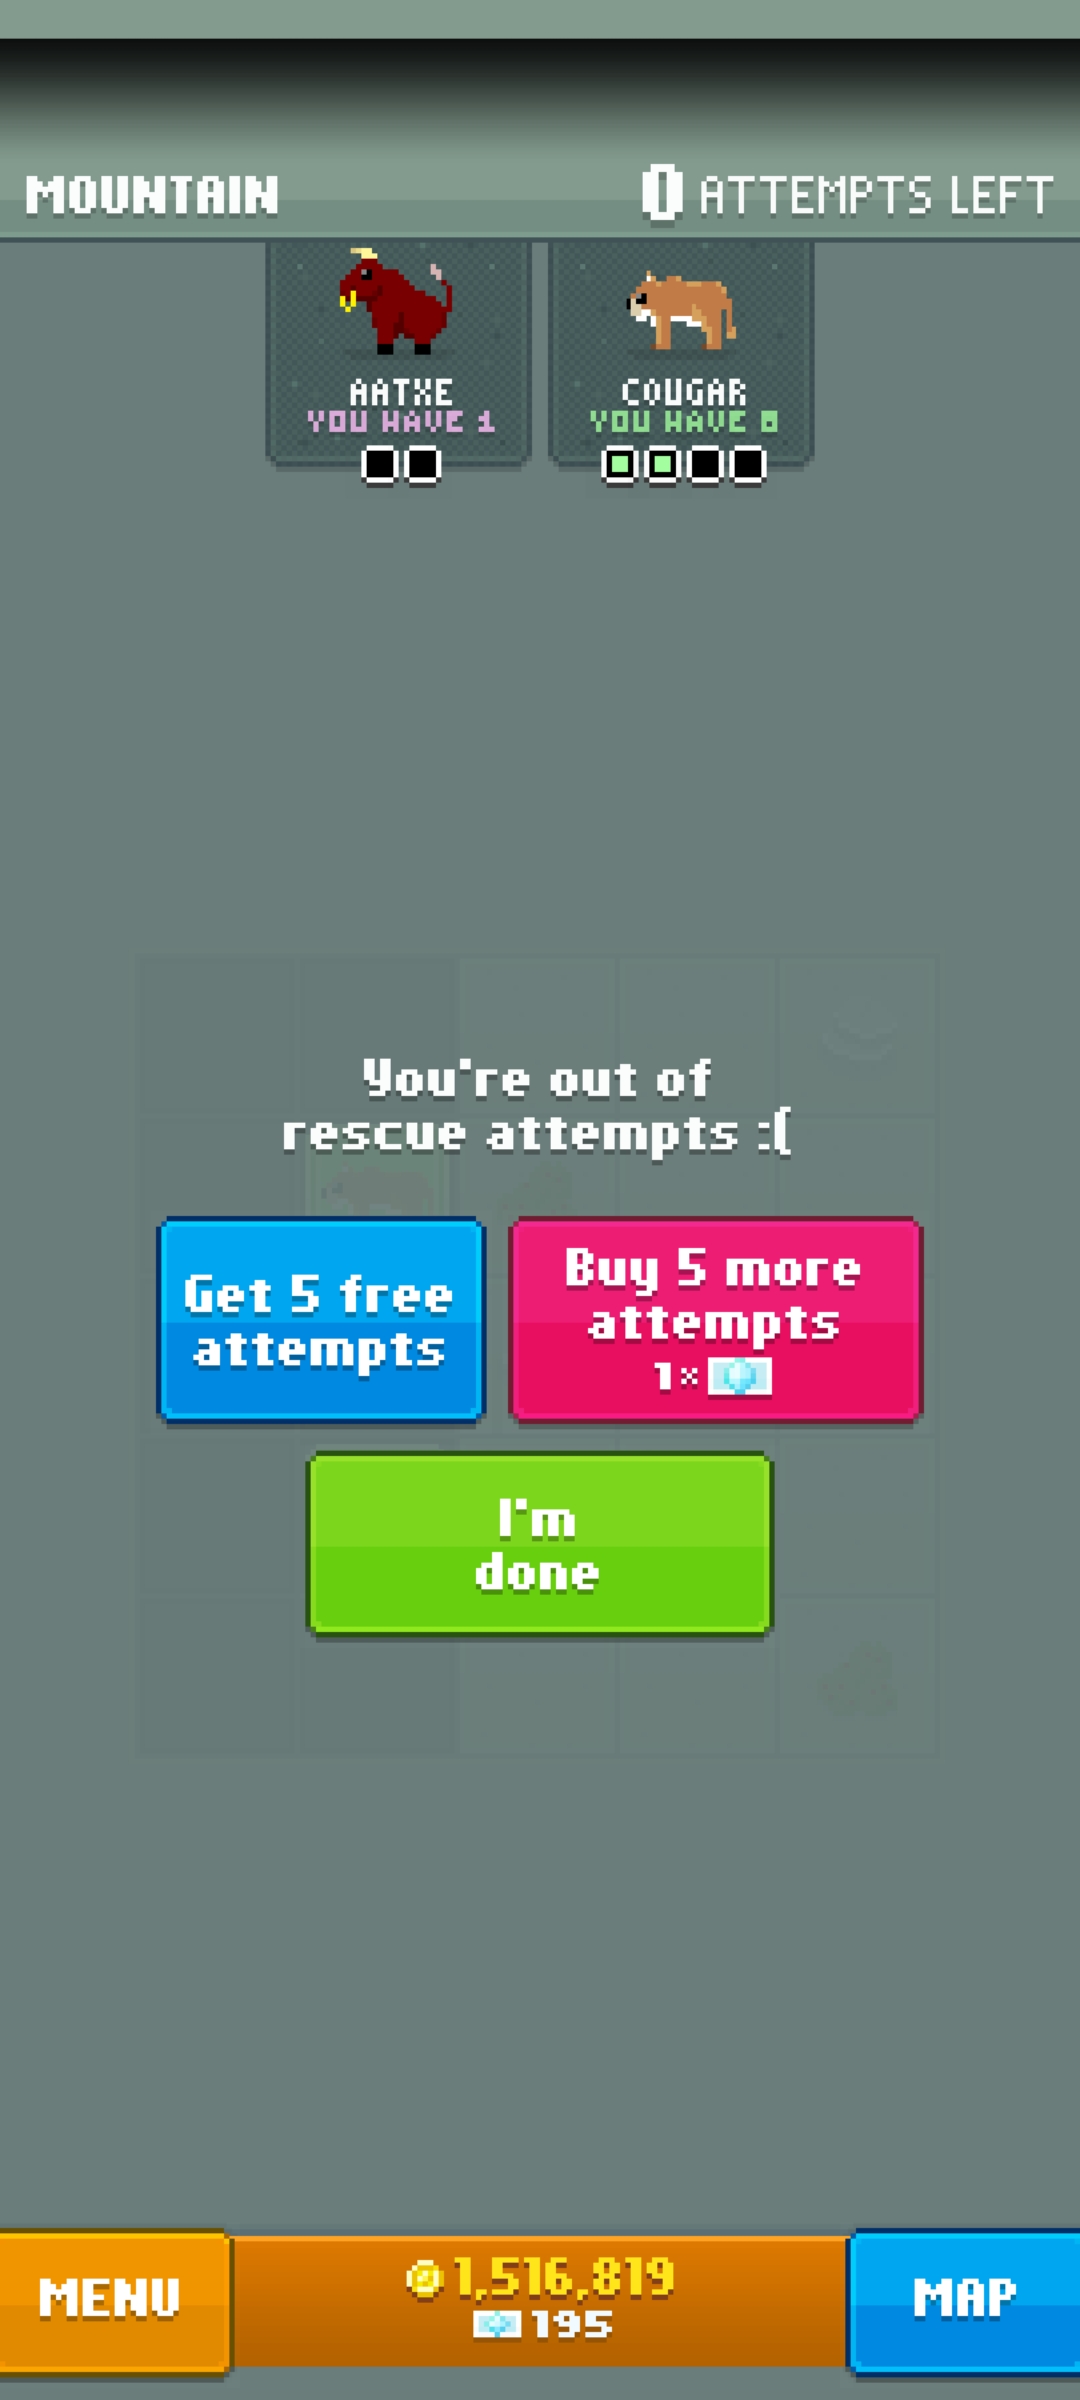 MOUNTAIN
0 ATTEMPTS LEFT
AATXE
YOU HAVE 1
COUGAR
YOU HAVE 0
You're out of
rescue attempts :(
Get 5 free
attempts
Buy 5 more
attempts
1×
I'm
done
MENU
1,516,819
195
MAP